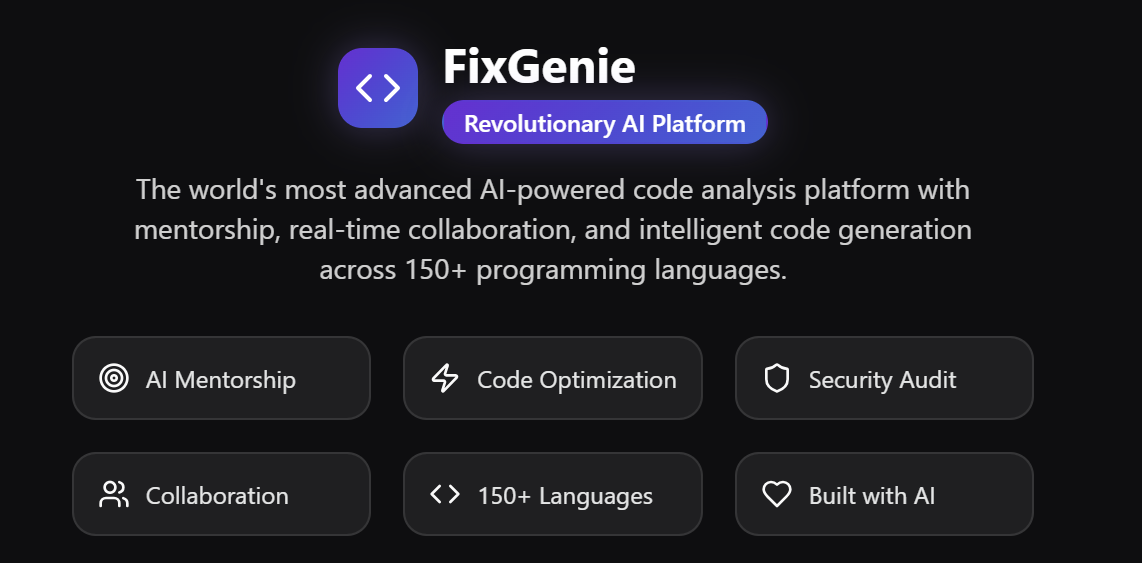 FixGenie
Revolutionary AI Platform
The world's most advanced AI-powered code analysis platform with
mentorship, real-time collaboration, and intelligent code generation
across 150+ programming languages.
AI Mentorship
Code Optimization
Security Audit
Collaboration
150+ Languages
Built with AI